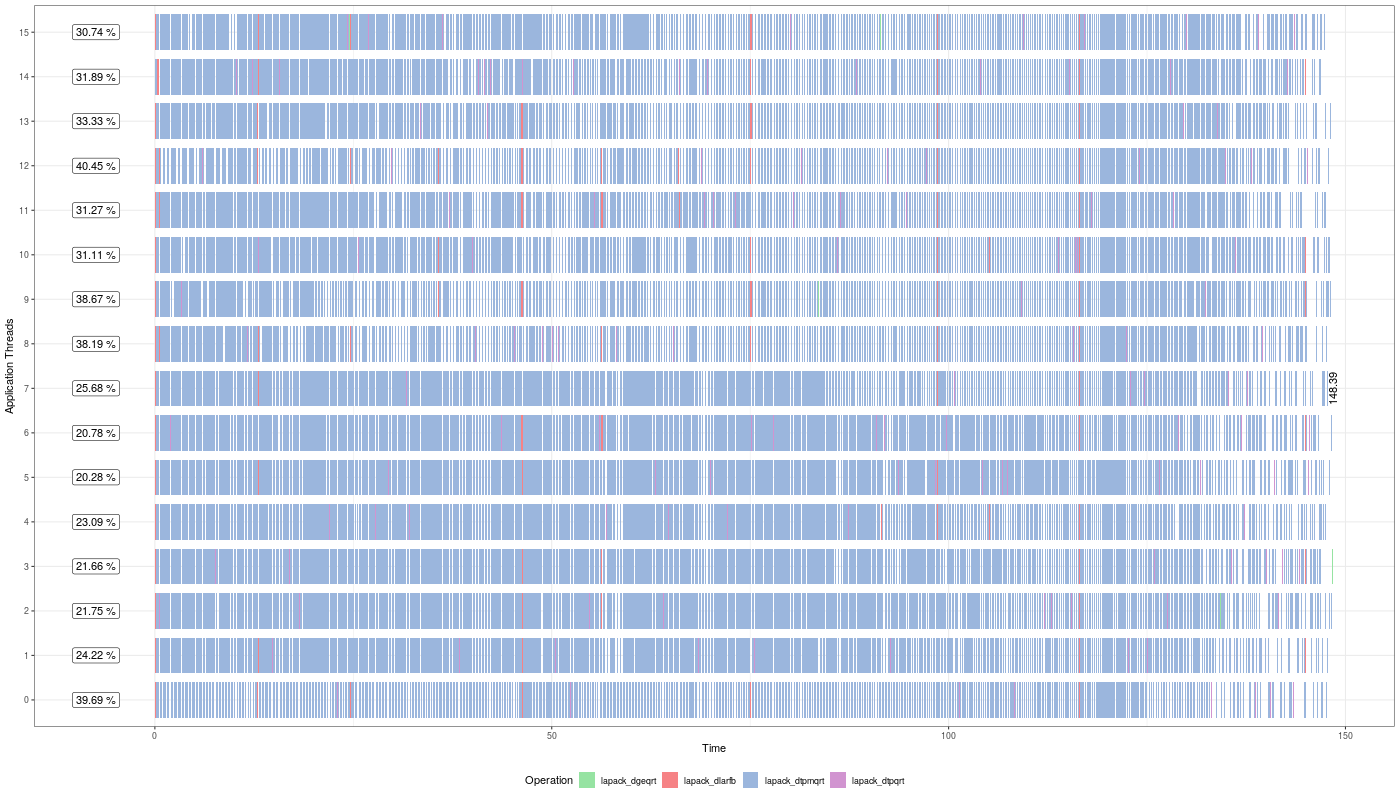 Application Threads
15 30.74 %
14 31.89 %
13 33.33 %
12 40.45 %
11 31.27 %
10 31.11 %
9 38.67 %
8 38.19 %
7 25.68 % 148.39
6 20.78 %
5 20.28 %
4 23.09 %
3 21.66 %
2 21.75 %
1 24.22 %
0 39.69 %
0 50 100 150
Time
Operation lapack_dgeqrt lapack_dlarfb lapack_dtpmqrt lapack_dtpqrt